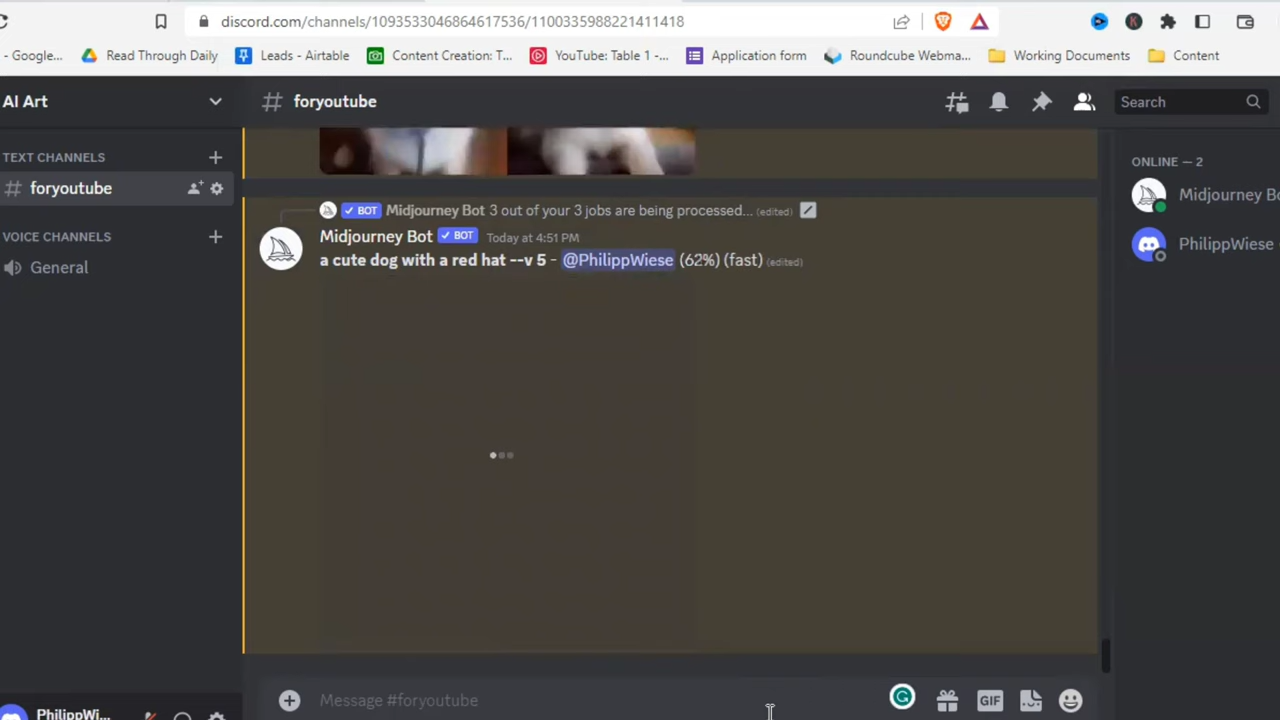 discord.com/channels/1093533046864617536/1100335988221411418
- Google... Read Through Daily Leads - Airtable Content Creation: T... YouTube: Table 1 -... Application form Roundcube Webma... Working Documents Content
AI Art
# foryoutube
Search
TEXT CHANNELS
# foryoutube
VOICE CHANNELS
General
BOT Midjourney Bot 3 out of your 3 jobs are being processed... (edited)
Midjourney Bot BOT Today at 4:51 PM
a cute dog with a red hat --v 5 - @PhilippWiese (62%) (fast) (edited)
ONLINE — 2
Midjourney Bo
PhilippWiese
Message #foryoutube
GIF
PhilippWi...